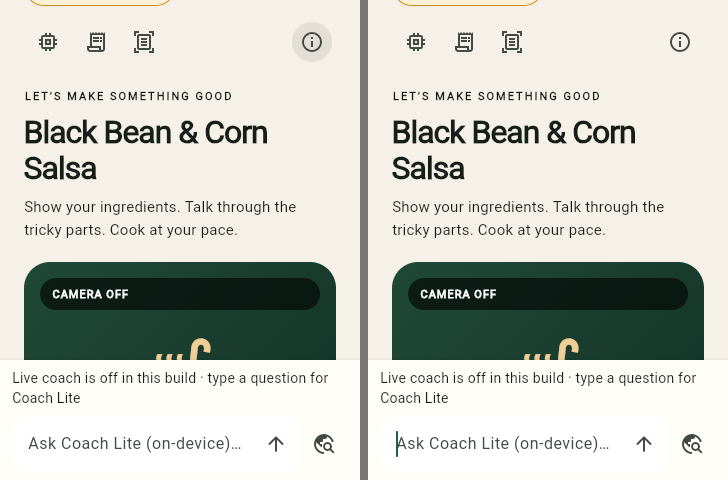 LET'S MAKE SOMETHING GOOD
Black Bean & Corn
Salsa
Show your ingredients. Talk through the
tricky parts. Cook at your pace.
CAMERA OFF
Live coach is off in this build · type a question for
Coach Lite
Ask Coach Lite (on-device)…
LET'S MAKE SOMETHING GOOD
Black Bean & Corn
Salsa
Show your ingredients. Talk through the
tricky parts. Cook at your pace.
CAMERA OFF
Live coach is off in this build · type a question for
Coach Lite
Ask Coach Lite (on-device)…